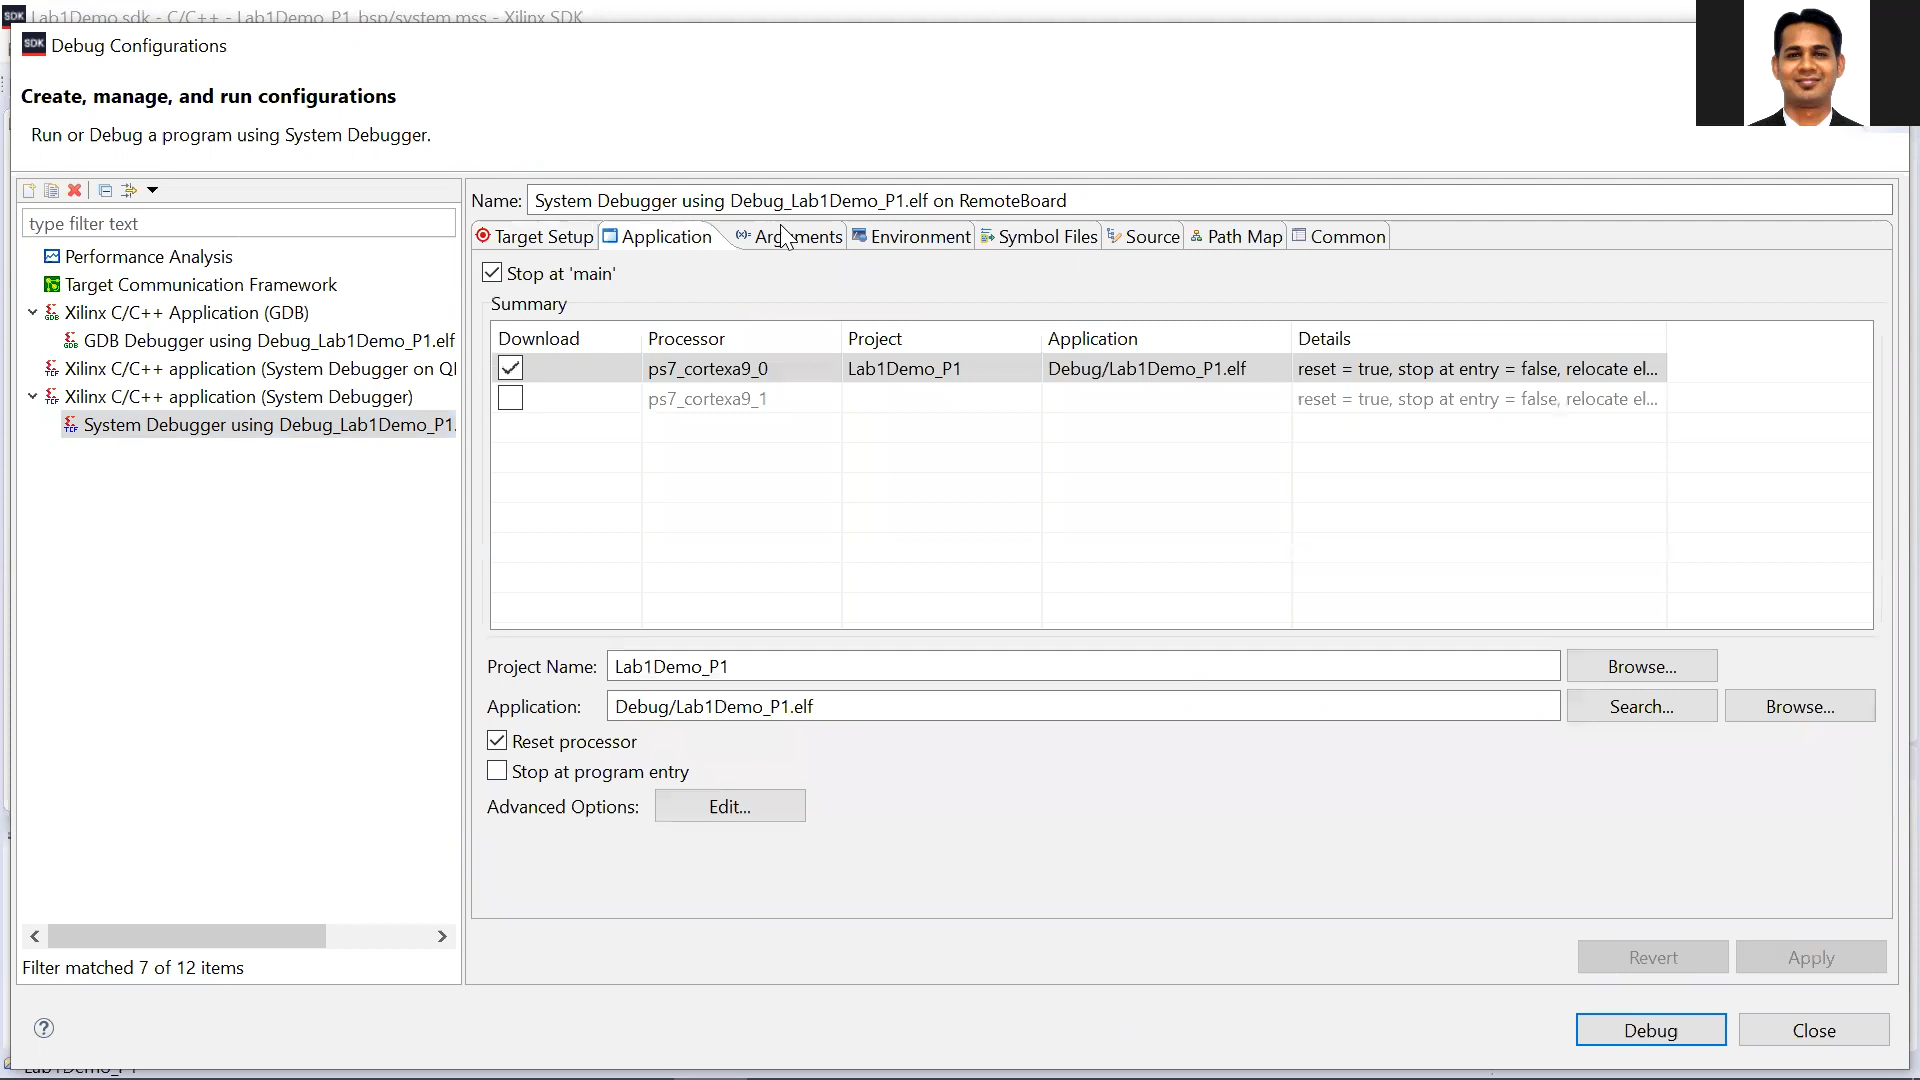 SDK Lab1Demo.sdk - C/C++ - Lab1Demo_P1_bsp/system.mss - Xilinx SDK
SDK Debug Configurations
Create, manage, and run configurations
Run or Debug a program using System Debugger.
type filter text
Performance Analysis
Target Communication Framework
Xilinx C/C++ Application (GDB)
GDB Debugger using Debug_Lab1Demo_P1.elf
Xilinx C/C++ application (System Debugger on QI
Xilinx C/C++ application (System Debugger)
System Debugger using Debug_Lab1Demo_P1.
Filter matched 7 of 12 items
Name: System Debugger using Debug_Lab1Demo_P1.elf on RemoteBoard
Target Setup Application Arguments Environment Symbol Files Source Path Map Common
Stop at 'main'
Summary
Download Processor Project Application Details
ps7_cortexa9_0 Lab1Demo_P1 Debug/Lab1Demo_P1.elf reset = true, stop at entry = false, relocate el...
ps7_cortexa9_1 reset = true, stop at entry = false, relocate el...
Project Name: Lab1Demo_P1 Browse...
Application: Debug/Lab1Demo_P1.elf Search... Browse...
Reset processor
Stop at program entry
Advanced Options: Edit...
Revert Apply
Debug Close
Lab1Demo_P1